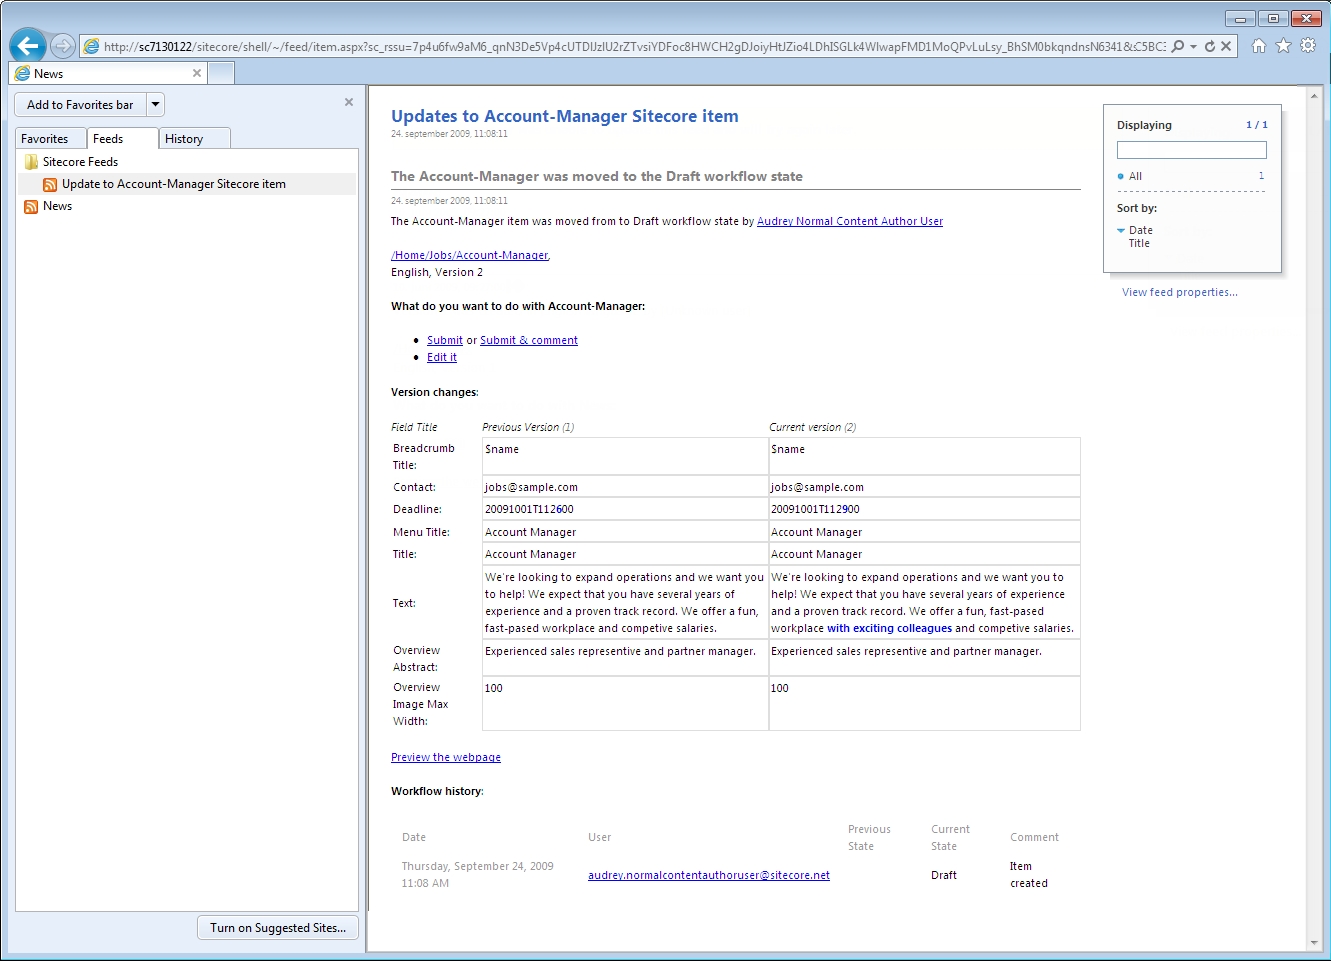 http://sc7130122/sitecore/shell/~/feed/item.aspx?sc_rssu=
News
Add to Favorites bar
Favorites Feeds History
Sitecore Feeds
Update to Account-Manager Sitecore item
News
Turn on Suggested Sites...
Updates to Account-Manager Sitecore item
24. september 2009, 11:08:11
The Account-Manager was moved to the Draft workflow state
24. september 2009, 11:08:11
The Account-Manager item was moved from to Draft workflow state by Audrey Normal Content Author User
/Home/Jobs/Account-Manager,
English, Version 2
What do you want to do with Account-Manager:
• Submit or Submit & comment
• Edit it
Version changes:
Field Title Previous Version (1) Current version (2)
Breadcrumb Title: $name $name
Contact: jobs@sample.com jobs@sample.com
Deadline: 20091001T112600 20091001T112900
Menu Title: Account Manager Account Manager
Title: Account Manager Account Manager
Text:
We're looking to expand operations and we want you
to help! We expect that you have several years of
experience and a proven track record. We offer a fun,
fast-pased workplace and competive salaries.
We're looking to expand operations and we want you to
help! We expect that you have several years of experience
and a proven track record. We offer a fun, fast-pased
workplace with exciting colleagues and competive salaries.
Overview Abstract: Experienced sales representive and partner manager. Experienced sales representive and partner manager.
Overview Image Max Width: 100 100
Preview the webpage
Workflow history:
Date User Previous State Current State Comment
Thursday, September 24, 2009 11:08 AM audrey.normalcontentauthoruser@sitecore.net Draft Item created
Displaying 1 / 1
All 1
Sort by:
Date
Title
View feed properties...